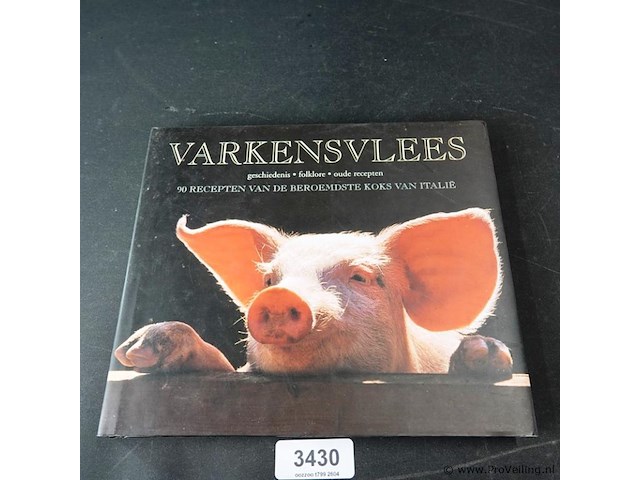 VARKENSVLEES
geschiedenis • folklore • oude recepten
90 RECEPTEN VAN DE BEROEMDSTE KOKS VAN ITALIË
3430
© www.ProVeiling.nl